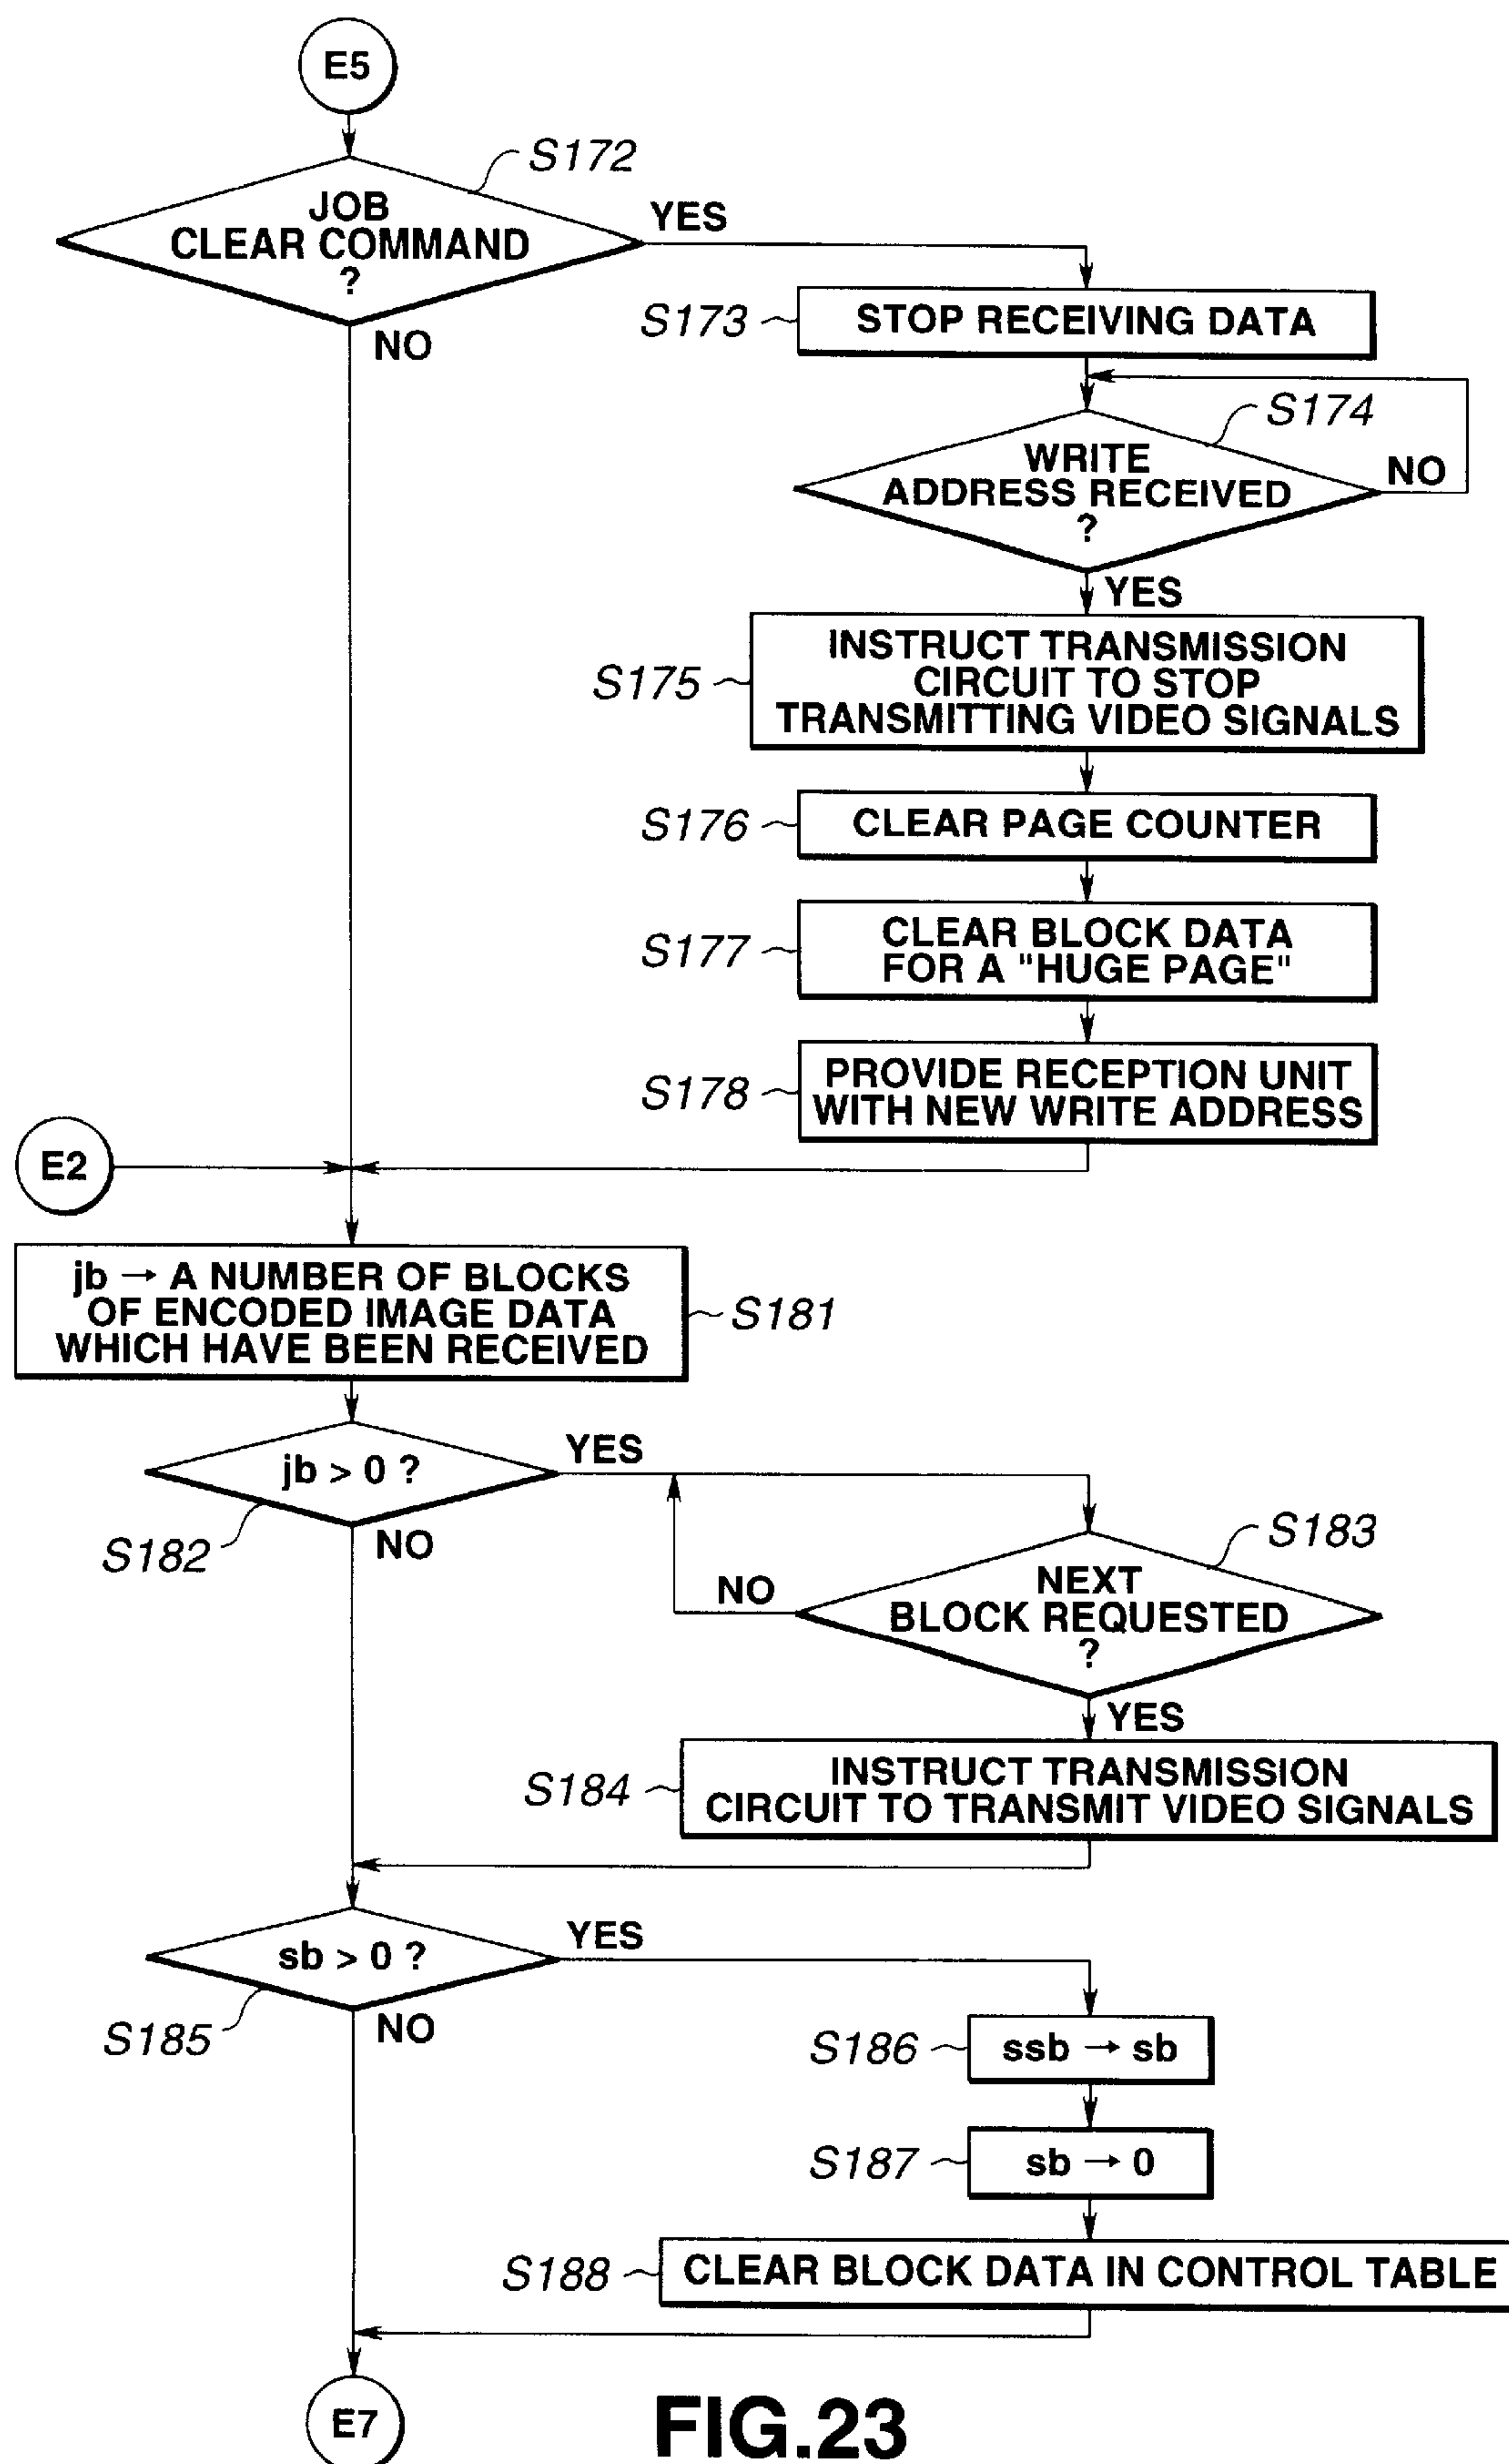 E5
S172
JOB
CLEAR COMMAND
?
YES
NO
S173
STOP RECEIVING DATA
S174
WRITE
ADDRESS RECEIVED
?
NO
YES
S175
INSTRUCT TRANSMISSION
CIRCUIT TO STOP
TRANSMITTING VIDEO SIGNALS
S176
CLEAR PAGE COUNTER
S177
CLEAR BLOCK DATA
FOR A "HUGE PAGE"
S178
PROVIDE RECEPTION UNIT
WITH NEW WRITE ADDRESS
E2
jb → A NUMBER OF BLOCKS
OF ENCODED IMAGE DATA
WHICH HAVE BEEN RECEIVED
S181
jb > 0 ?
YES
S182
NO
S183
NEXT
BLOCK REQUESTED
?
NO
YES
S184
INSTRUCT TRANSMISSION
CIRCUIT TO TRANSMIT VIDEO SIGNALS
sb > 0 ?
YES
S185
NO
S186
ssb → sb
S187
sb → 0
S188
CLEAR BLOCK DATA IN CONTROL TABLE
E7
FIG.23